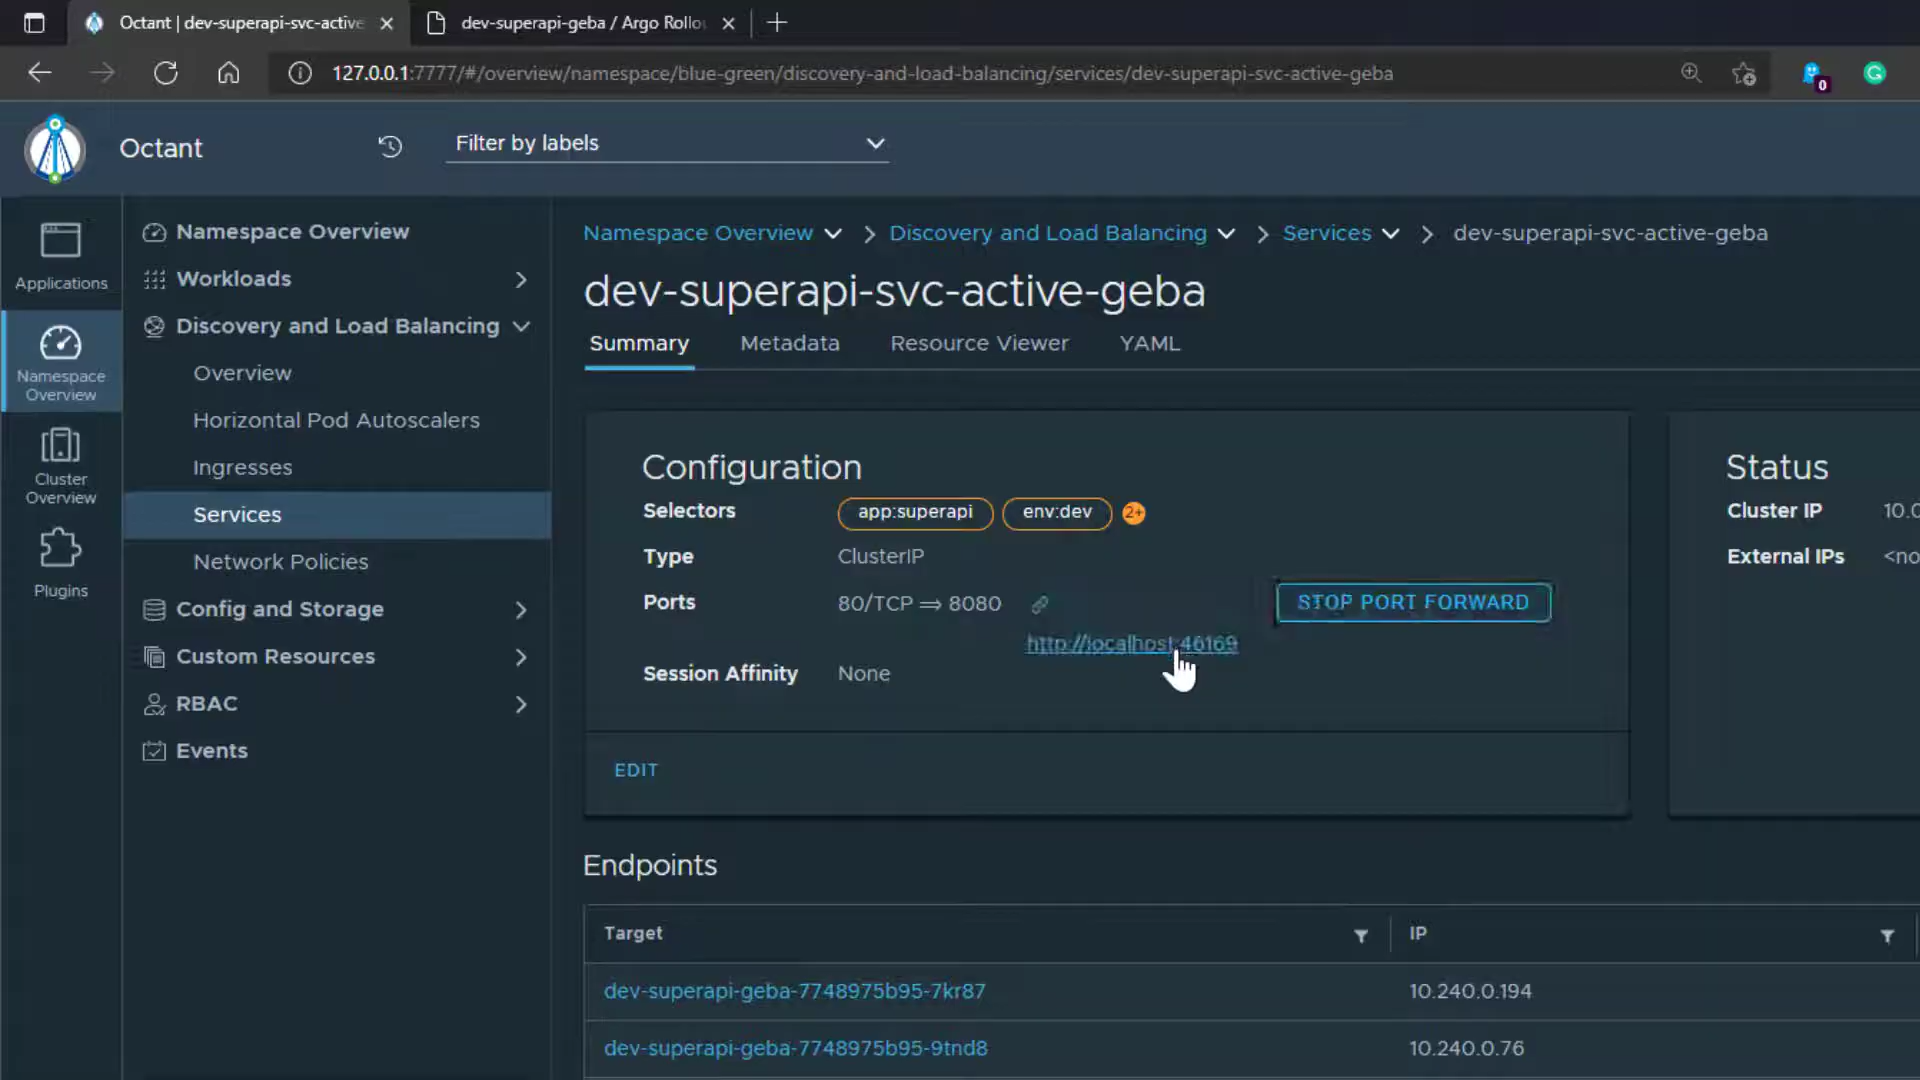 Octant | dev-superapi-svc-active
dev-superapi-geba / Argo Rollo
127.0.0.1:7777/#/overview/namespace/blue-green/discovery-and-load-balancing/services/dev-superapi-svc-active-geba
0
Octant
Filter by labels
Applications
Namespace
Overview
Cluster
Overview
Plugins
Namespace Overview
Workloads
Discovery and Load Balancing
Overview
Horizontal Pod Autoscalers
Ingresses
Services
Network Policies
Config and Storage
Custom Resources
RBAC
Events
Namespace Overview > Discovery and Load Balancing > Services > dev-superapi-svc-active-geba
dev-superapi-svc-active-geba
Summary Metadata Resource Viewer YAML
Configuration
Selectors app:superapi env:dev 2+
Type ClusterIP
Ports 80/TCP ⇒ 8080 STOP PORT FORWARD
http://localhost:46169
Session Affinity None
EDIT
Status
Cluster IP 10.0
External IPs <no
Endpoints
Target IP
dev-superapi-geba-7748975b95-7kr87 10.240.0.194
dev-superapi-geba-7748975b95-9tnd8 10.240.0.76